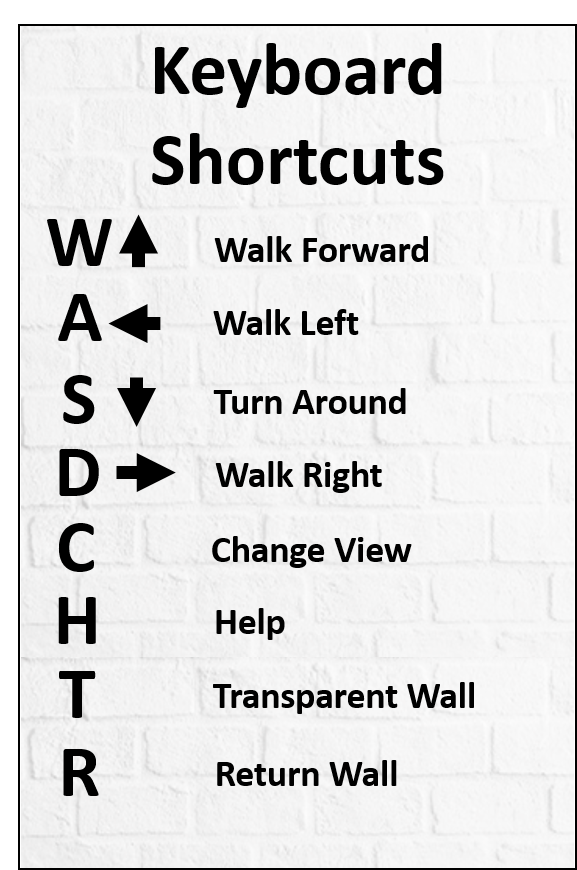 Keyboard
Shortcuts
W Walk Forward
A Walk Left
S Turn Around
D Walk Right
C Change View
H Help
T Transparent Wall
R Return Wall